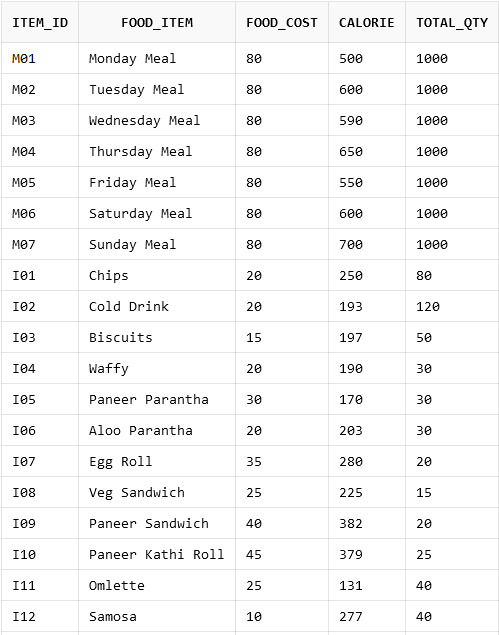 ITEM_ID FOOD_ITEM FOOD_COST CALORIE TOTAL_QTY
M01 Monday Meal 80 500 1000
M02 Tuesday Meal 80 600 1000
M03 Wednesday Meal 80 590 1000
M04 Thursday Meal 80 650 1000
M05 Friday Meal 80 550 1000
M06 Saturday Meal 80 600 1000
M07 Sunday Meal 80 700 1000
I01 Chips 20 250 80
I02 Cold Drink 20 193 120
I03 Biscuits 15 197 50
I04 Waffy 20 190 30
I05 Paneer Parantha 30 170 30
I06 Aloo Parantha 20 203 30
I07 Egg Roll 35 280 20
I08 Veg Sandwich 25 225 15
I09 Paneer Sandwich 40 382 20
I10 Paneer Kathi Roll 45 379 25
I11 Omlette 25 131 40
I12 Samosa 10 277 40